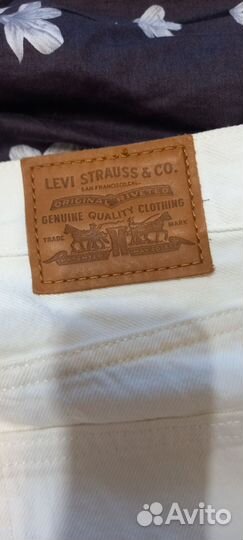 LEVI STRAUSS & CO.
SAN FRANCISCO, CAL.
ORIGINAL RIVETED
GENUINE QUALITY CLOTHING
TRADE MARK
Avito